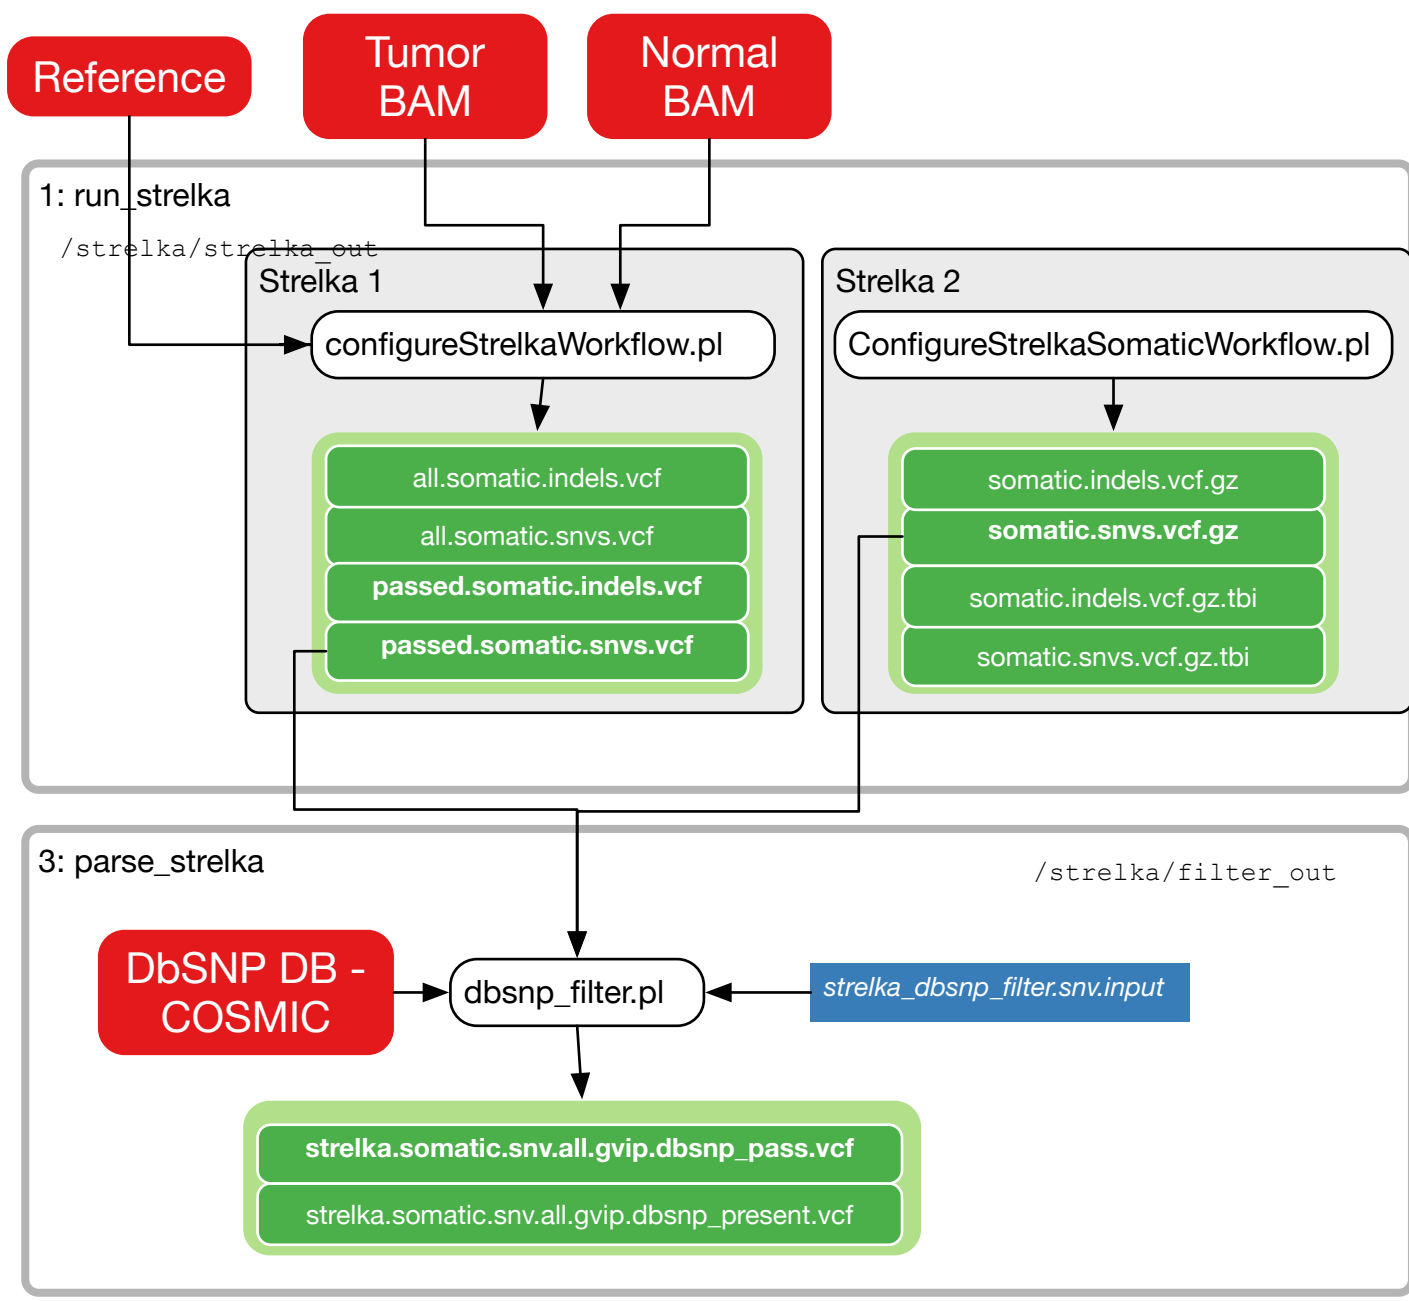 Reference
Tumor
BAM
Normal
BAM
1: run_strelka
/strelka/strelka_out
Strelka 1
configureStrelkaWorkflow.pl
all.somatic.indels.vcf
all.somatic.snvs.vcf
passed.somatic.indels.vcf
passed.somatic.snvs.vcf
Strelka 2
ConfigureStrelkaSomaticWorkflow.pl
somatic.indels.vcf.gz
somatic.snvs.vcf.gz
somatic.indels.vcf.gz.tbi
somatic.snvs.vcf.gz.tbi
3: parse_strelka
/strelka/filter_out
DbSNP DB -
COSMIC
dbsnp_filter.pl
strelka_dbsnp_filter.snv.input
strelka.somatic.snv.all.gvip.dbsnp_pass.vcf
strelka.somatic.snv.all.gvip.dbsnp_present.vcf